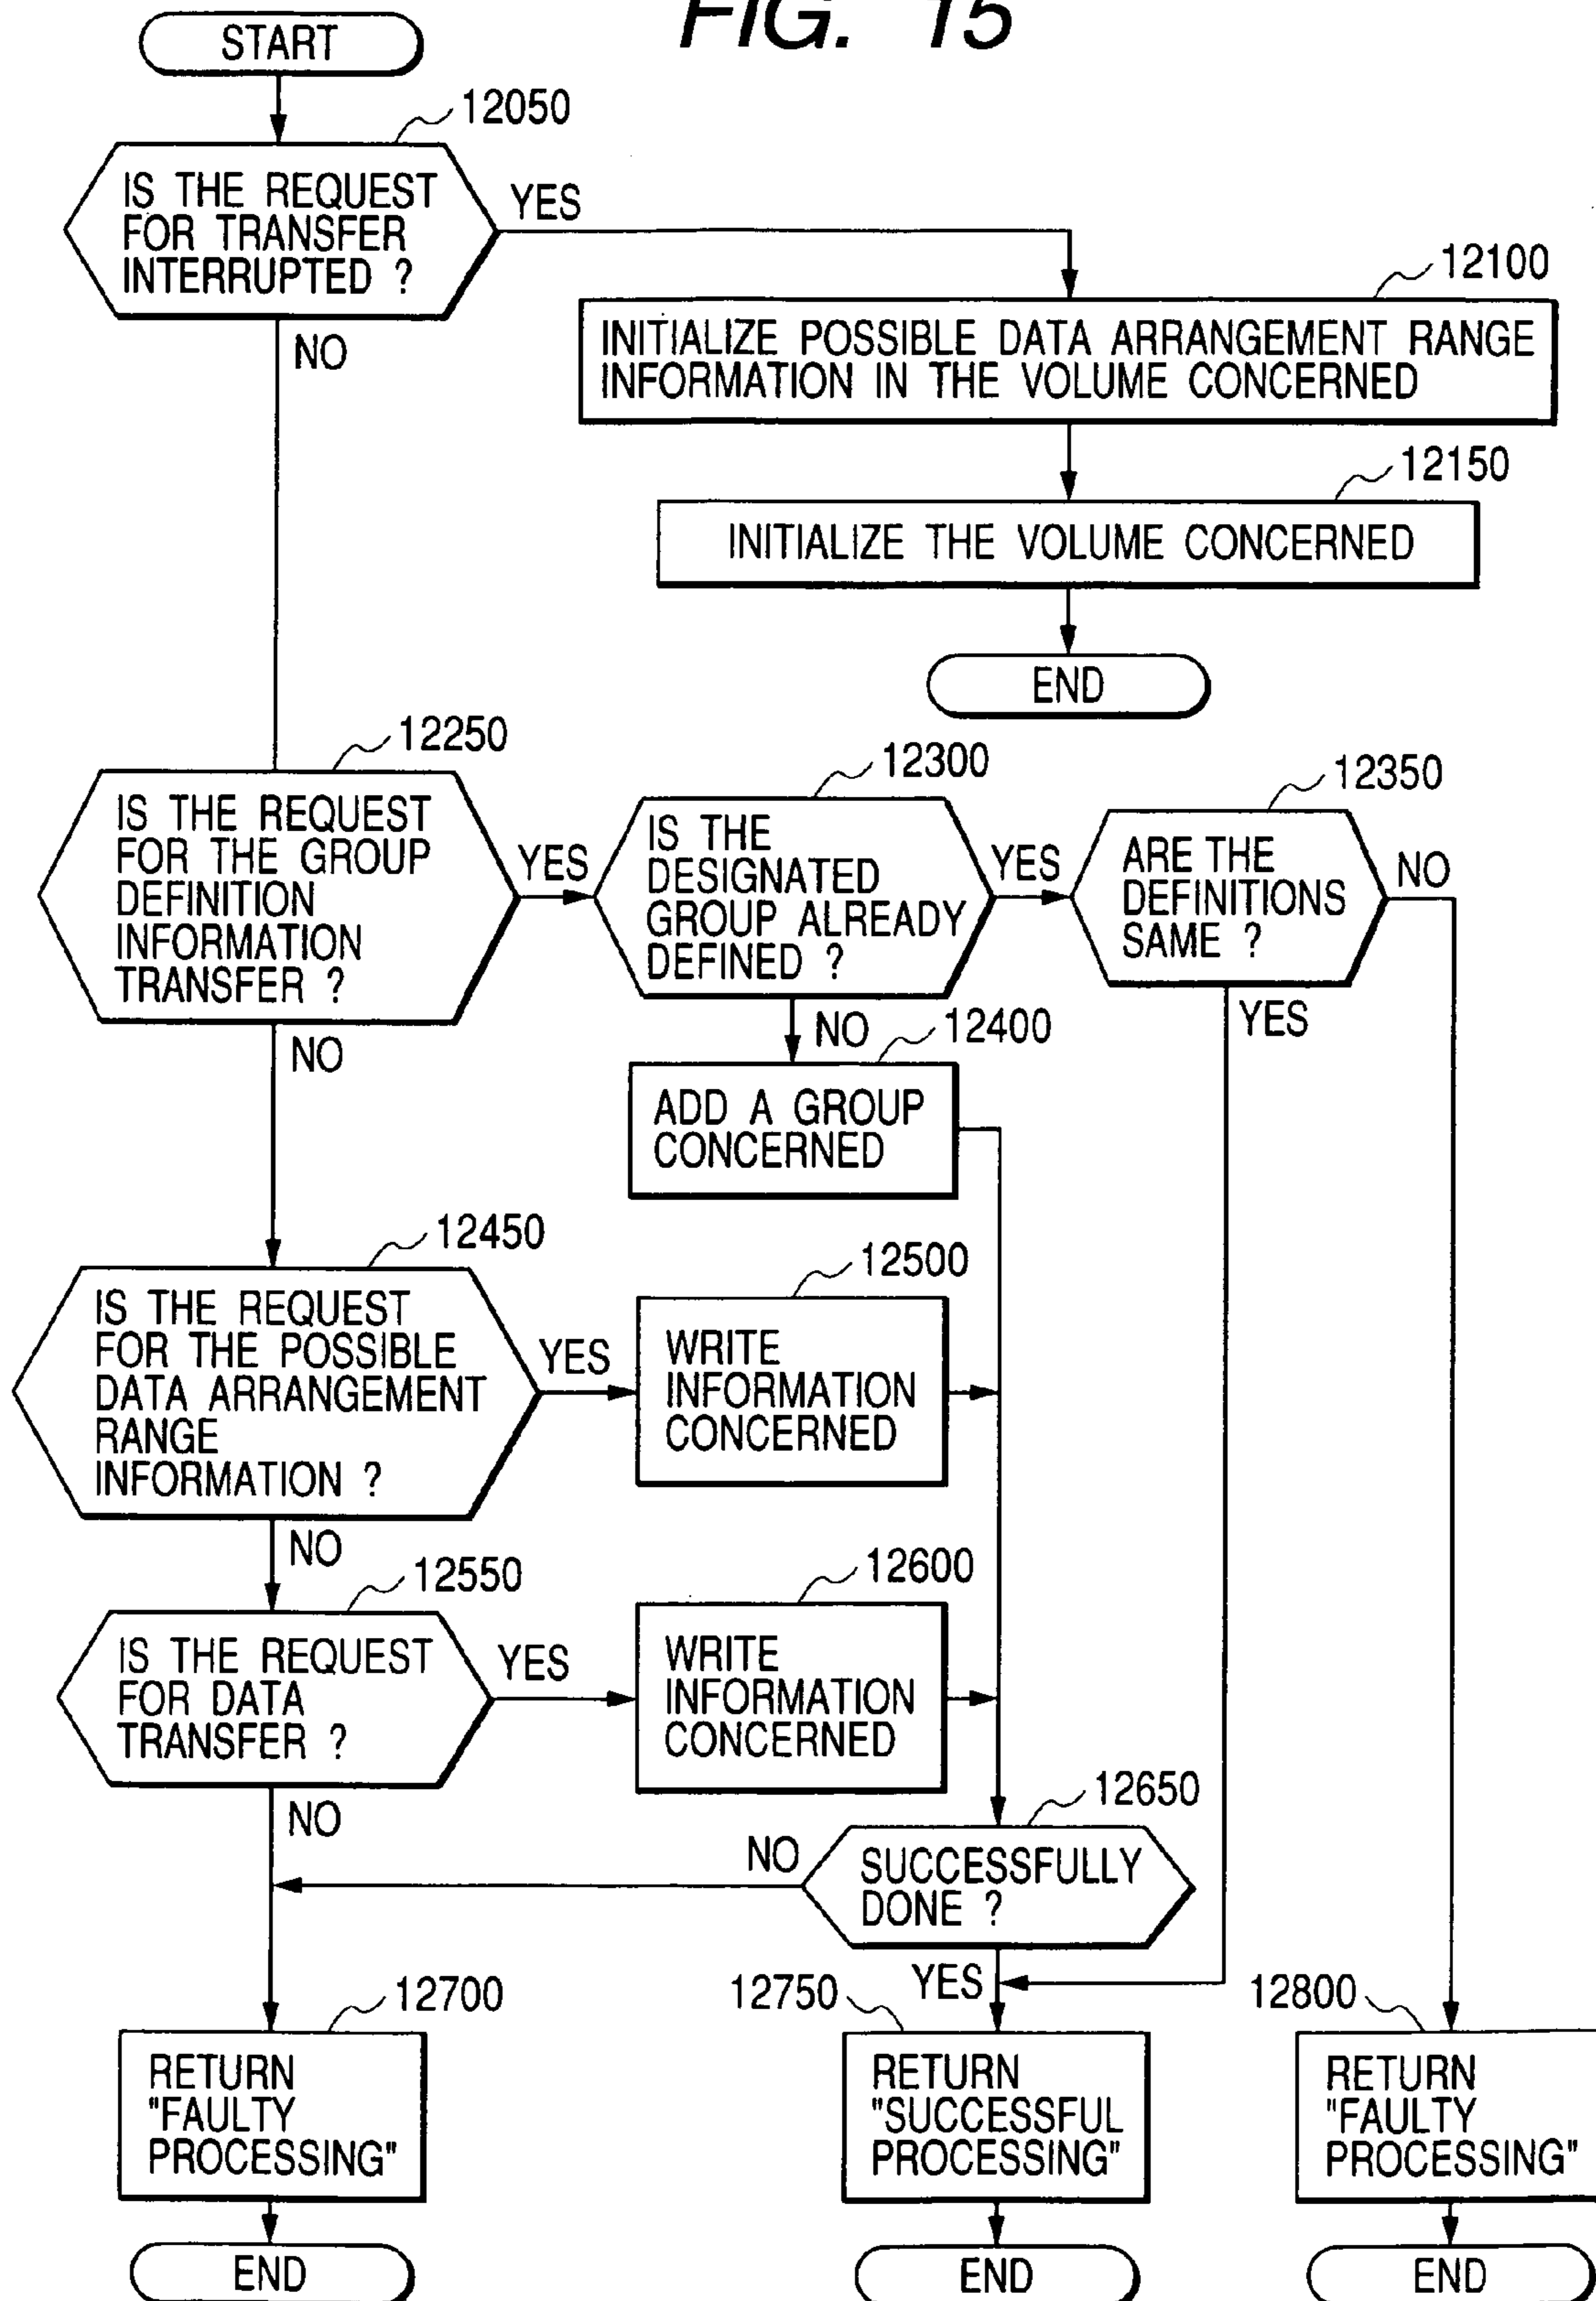 FIG. 15
START
12050
IS THE REQUEST
FOR TRANSFER
INTERRUPTED ?
YES
NO
12100
INITIALIZE POSSIBLE DATA ARRANGEMENT RANGE
INFORMATION IN THE VOLUME CONCERNED
12150
INITIALIZE THE VOLUME CONCERNED
END
12250
IS THE REQUEST
FOR THE GROUP
DEFINITION
INFORMATION
TRANSFER ?
YES
NO
12300
IS THE
DESIGNATED
GROUP ALREADY
DEFINED ?
YES
NO
12350
ARE THE
DEFINITIONS
SAME ?
NO
YES
12400
ADD A GROUP
CONCERNED
12450
IS THE REQUEST
FOR THE POSSIBLE
DATA ARRANGEMENT
RANGE
INFORMATION ?
YES
NO
12500
WRITE
INFORMATION
CONCERNED
12550
IS THE REQUEST
FOR DATA
TRANSFER ?
YES
NO
12600
WRITE
INFORMATION
CONCERNED
12650
SUCCESSFULLY
DONE ?
NO
YES
12700
RETURN
"FAULTY
PROCESSING"
END
12750
RETURN
"SUCCESSFUL
PROCESSING"
END
12800
RETURN
"FAULTY
PROCESSING"
END